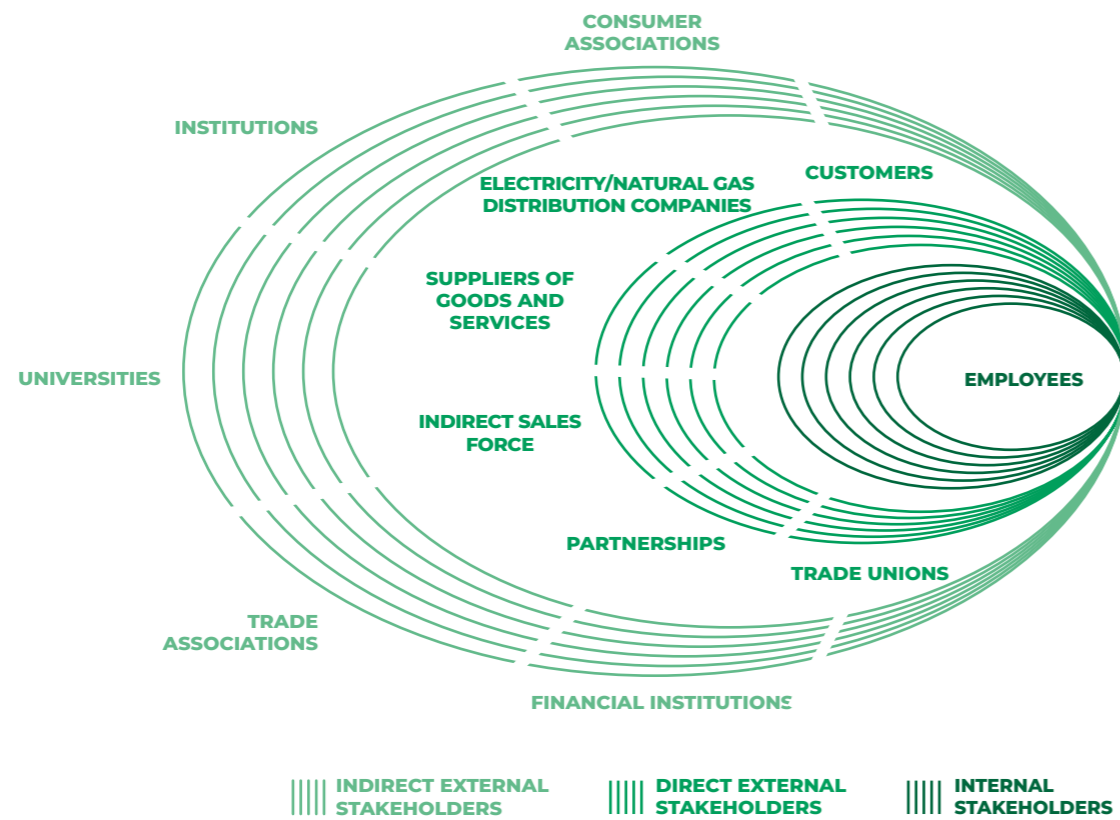 CONSUMER
ASSOCIATIONS
INSTITUTIONS
CUSTOMERS
ELECTRICITY/NATURAL GAS
DISTRIBUTION COMPANIES
SUPPLIERS OF
GOODS AND
SERVICES
UNIVERSITIES
EMPLOYEES
INDIRECT SALES
FORCE
PARTNERSHIPS
TRADE UNIONS
TRADE
ASSOCIATIONS
FINANCIAL INSTITUTIONS
INDIRECT EXTERNAL
STAKEHOLDERS
DIRECT EXTERNAL
STAKEHOLDERS
INTERNAL
STAKEHOLDERS